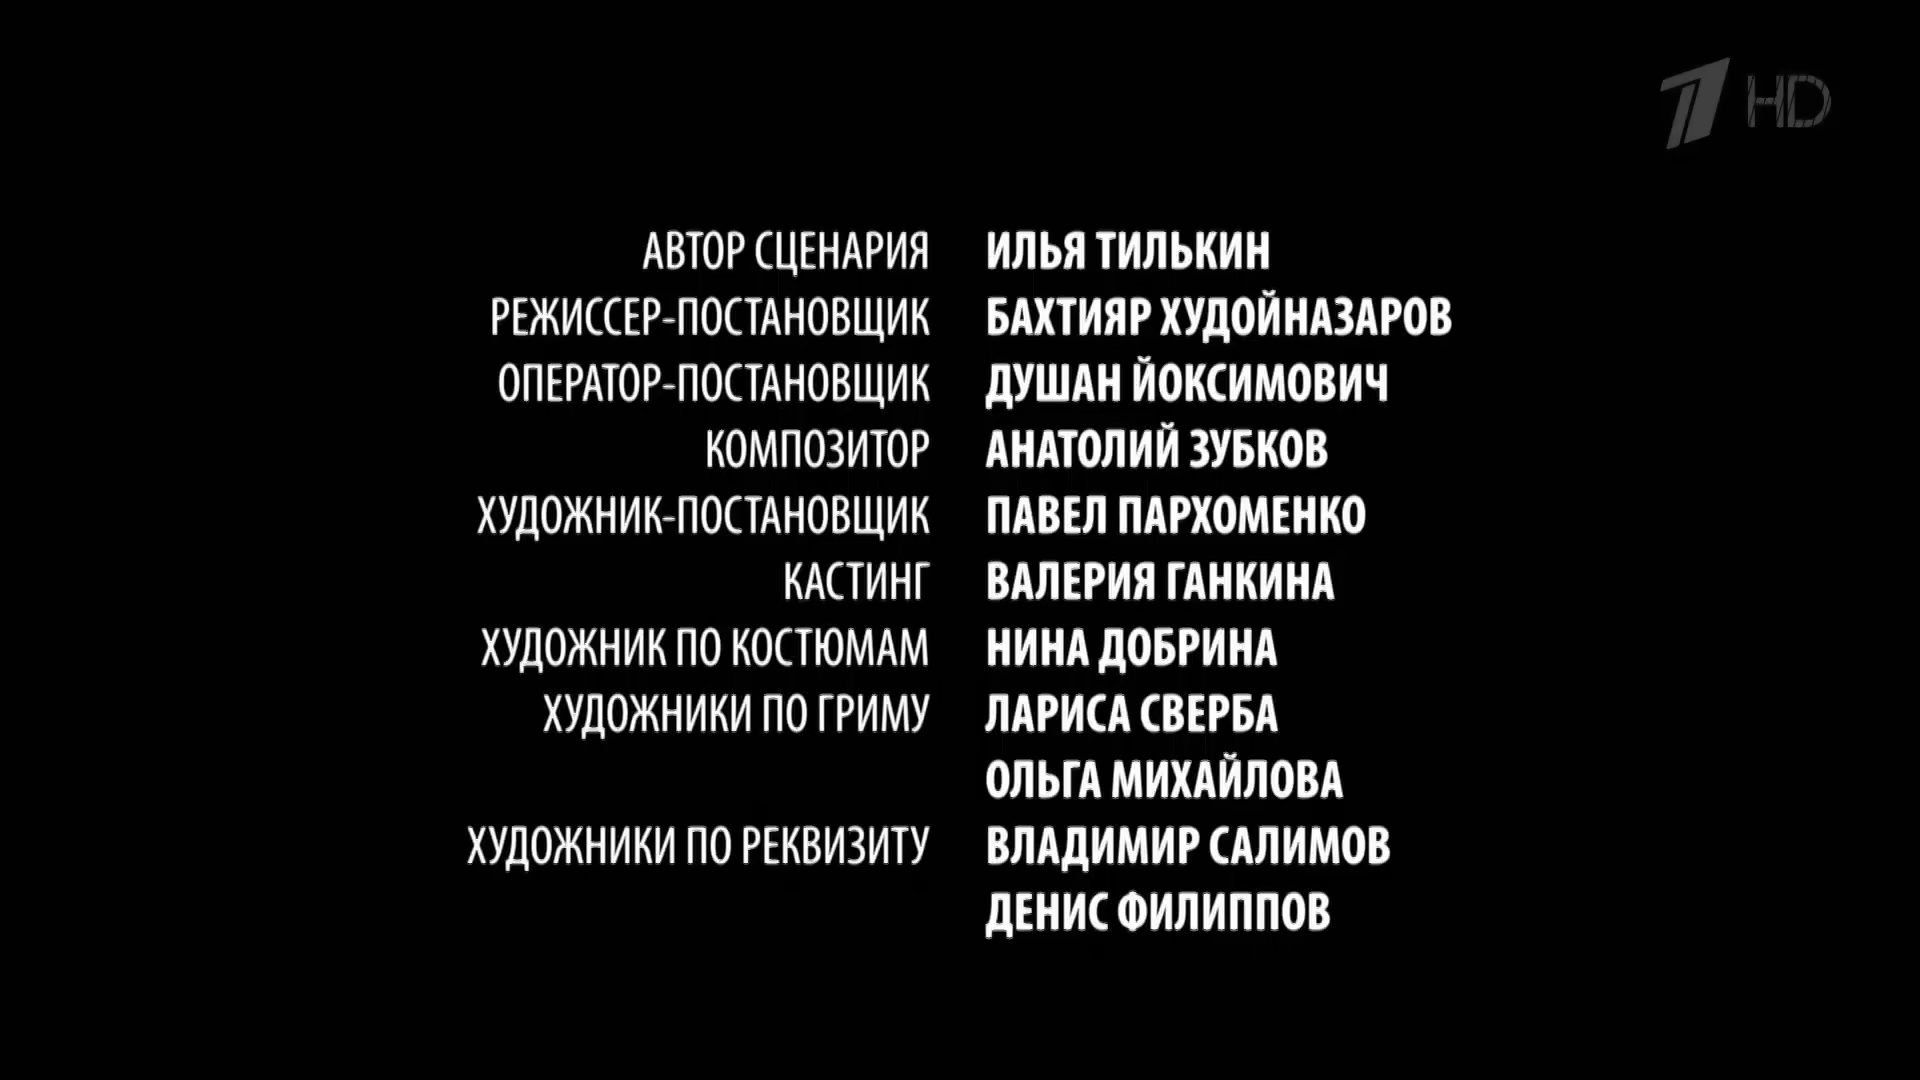 1 HD
АВТОР СЦЕНАРИЯ ИЛЬЯ ТИЛЬКИН
РЕЖИССЕР-ПОСТАНОВЩИК БАХТИЯР ХУДОЙНАЗАРОВ
ОПЕРАТОР-ПОСТАНОВЩИК ДУШАН ЙОКСИМОВИЧ
КОМПОЗИТОР АНАТОЛИЙ ЗУБКОВ
ХУДОЖНИК-ПОСТАНОВЩИК ПАВЕЛ ПАРХОМЕНКО
КАСТИНГ ВАЛЕРИЯ ГАНКИНА
ХУДОЖНИК ПО КОСТЮМАМ НИНА ДОБРИНА
ХУДОЖНИКИ ПО ГРИМУ ЛАРИСА СВЕРБА
ОЛЬГА МИХАЙЛОВА
ХУДОЖНИКИ ПО РЕКВИЗИТУ ВЛАДИМИР САЛИМОВ
ДЕНИС ФИЛИППОВ